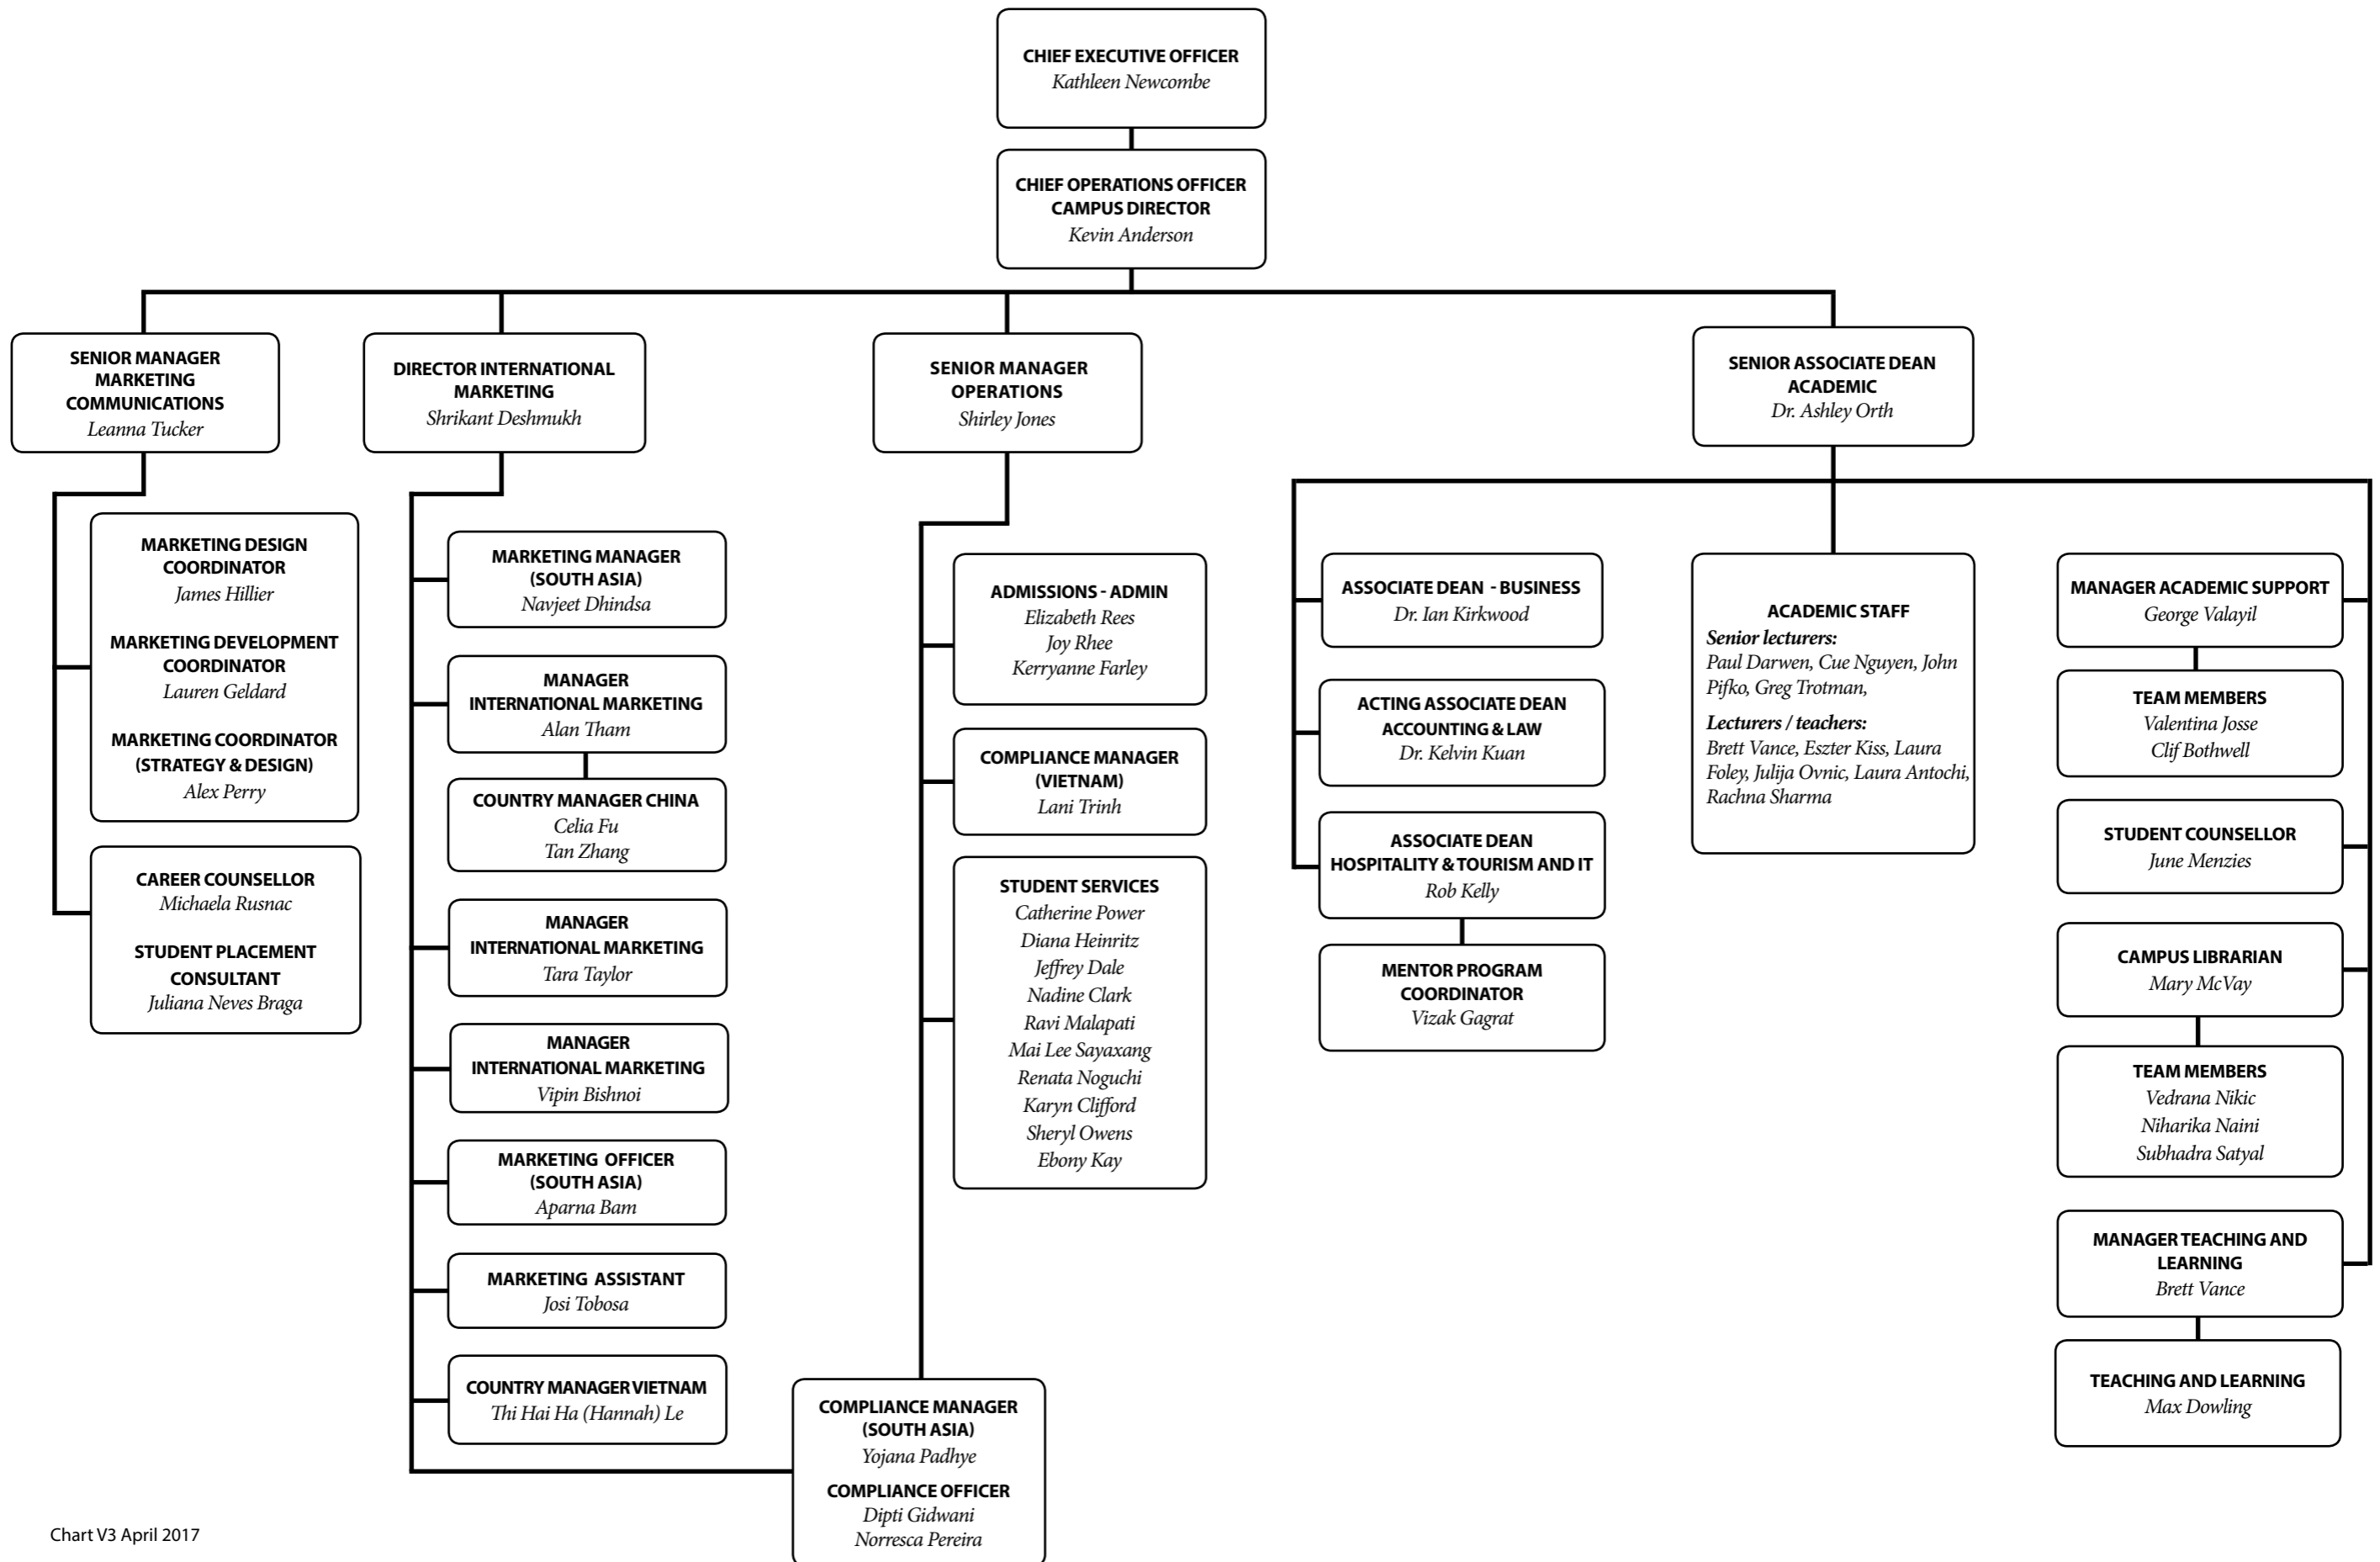 CHIEF EXECUTIVE OFFICER
Kathleen Newcombe
CHIEF OPERATIONS OFFICER
CAMPUS DIRECTOR
Kevin Anderson
SENIOR MANAGER
MARKETING
COMMUNICATIONS
Leanna Tucker
MARKETING DESIGN
COORDINATOR
James Hillier
MARKETING DEVELOPMENT
COORDINATOR
Lauren Geldard
MARKETING COORDINATOR
(STRATEGY & DESIGN)
Alex Perry
CAREER COUNSELLOR
Michaela Rusnac
STUDENT PLACEMENT
CONSULTANT
Juliana Neves Braga
DIRECTOR INTERNATIONAL
MARKETING
Shrikant Deshmukh
MARKETING MANAGER
(SOUTH ASIA)
Navjeet Dhindsa
MANAGER
INTERNATIONAL MARKETING
Alan Tham
COUNTRY MANAGER CHINA
Celia Fu
Tan Zhang
MANAGER
INTERNATIONAL MARKETING
Tara Taylor
MANAGER
INTERNATIONAL MARKETING
Vipin Bishnoi
MARKETING OFFICER
(SOUTH ASIA)
Aparna Bam
MARKETING ASSISTANT
Josi Tobosa
COUNTRY MANAGER VIETNAM
Thi Hai Ha (Hannah) Le
SENIOR MANAGER
OPERATIONS
Shirley Jones
ADMISSIONS - ADMIN
Elizabeth Rees
Joy Rhee
Kerryanne Farley
COMPLIANCE MANAGER
(VIETNAM)
Lani Trinh
STUDENT SERVICES
Catherine Power
Diana Heinritz
Jeffrey Dale
Nadine Clark
Ravi Malapati
Mai Lee Sayaxang
Renata Noguchi
Karyn Clifford
Sheryl Owens
Ebony Kay
COMPLIANCE MANAGER
(SOUTH ASIA)
Yojana Padhye
COMPLIANCE OFFICER
Dipti Gidwani
Norresca Pereira
SENIOR ASSOCIATE DEAN
ACADEMIC
Dr. Ashley Orth
ASSOCIATE DEAN - BUSINESS
Dr. Ian Kirkwood
ACTING ASSOCIATE DEAN
ACCOUNTING & LAW
Dr. Kelvin Kuan
ASSOCIATE DEAN
HOSPITALITY & TOURISM AND IT
Rob Kelly
MENTOR PROGRAM
COORDINATOR
Vizak Gagrat
ACADEMIC STAFF
Senior lecturers:
Paul Darwen, Cue Nguyen, John
Pifko, Greg Trotman,
Lecturers / teachers:
Brett Vance, Eszter Kiss, Laura
Foley, Julija Ovnic, Laura Antochi,
Rachna Sharma
MANAGER ACADEMIC SUPPORT
George Valayil
TEAM MEMBERS
Valentina Josse
Clif Bothwell
STUDENT COUNSELLOR
June Menzies
CAMPUS LIBRARIAN
Mary McVay
TEAM MEMBERS
Vedrana Nikic
Niharika Naini
Subhadra Satyal
MANAGER TEACHING AND
LEARNING
Brett Vance
TEACHING AND LEARNING
Max Dowling
Chart V3 April 2017